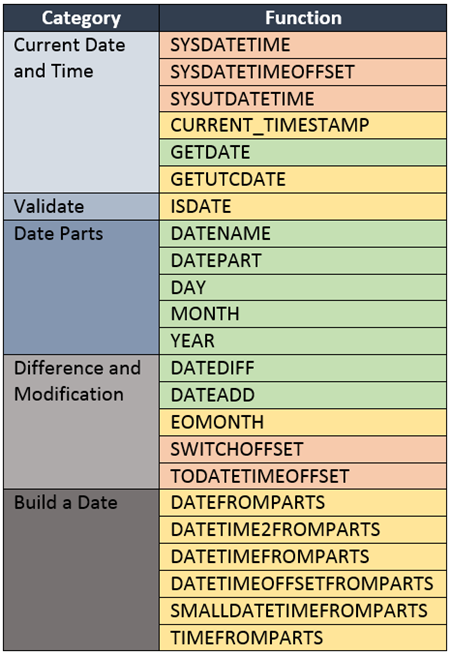 Category Function
Current Date and Time SYSDATETIME
SYSDATETIMEOFFSET
SYSUTDATETIME
CURRENT_TIMESTAMP
GETDATE
GETUTCDATE
Validate ISDATE
Date Parts DATENAME
DATEPART
DAY
MONTH
YEAR
Difference and Modification DATEDIFF
DATEADD
EOMONTH
SWITCHOFFSET
TODATETIMEOFFSET
Build a Date DATEFROMPARTS
DATETIME2FROMPARTS
DATETIMEFROMPARTS
DATETIMEOFFSETFROMPARTS
SMALLDATETIMEFROMPARTS
TIMEFROMPARTS